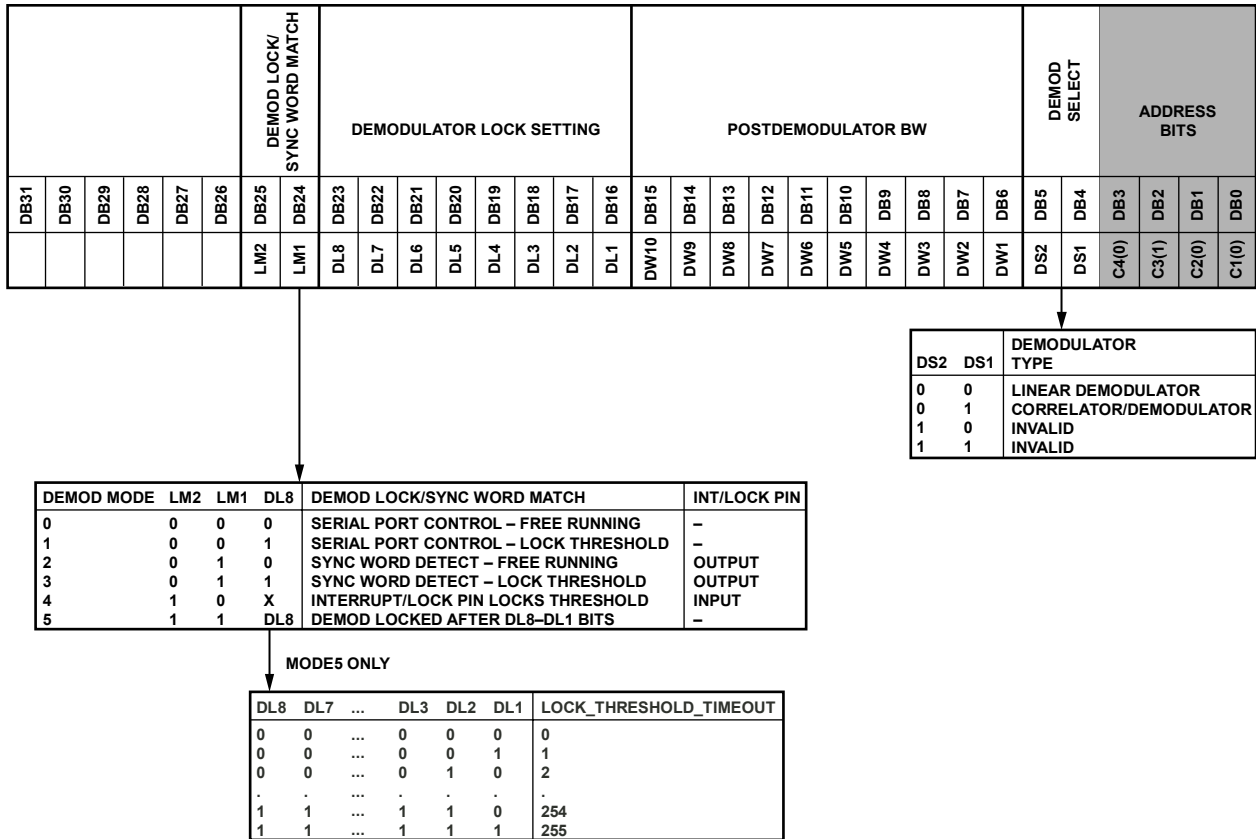 DEMOD LOCK/
SYNC WORD MATCH
DEMODULATOR LOCK SETTING
POSTDEMODULATOR BW
DEMOD
SELECT
ADDRESS
BITS
DB31 DB30 DB29 DB28 DB27 DB26 DB25 DB24 DB23 DB22 DB21 DB20 DB19 DB18 DB17 DB16 DB15 DB14 DB13 DB12 DB11 DB10 DB9 DB8 DB7 DB6 DB5 DB4 DB3 DB2 DB1 DB0
LM2 LM1 DL8 DL7 DL6 DL5 DL4 DL3 DL2 DL1 DW10 DW9 DW8 DW7 DW6 DW5 DW4 DW3 DW2 DW1 DS2 DS1 C4(0) C3(1) C2(0) C1(0)
DEMODULATOR
DS2 DS1 TYPE
0 0 LINEAR DEMODULATOR
0 1 CORRELATOR/DEMODULATOR
1 0 INVALID
1 1 INVALID
DEMOD MODE LM2 LM1 DL8 DEMOD LOCK/SYNC WORD MATCH INT/LOCK PIN
0 0 0 0 SERIAL PORT CONTROL – FREE RUNNING –
1 0 0 1 SERIAL PORT CONTROL – LOCK THRESHOLD –
2 0 1 0 SYNC WORD DETECT – FREE RUNNING OUTPUT
3 0 1 1 SYNC WORD DETECT – LOCK THRESHOLD OUTPUT
4 1 0 X INTERRUPT/LOCK PIN LOCKS THRESHOLD INPUT
5 1 1 DL8 DEMOD LOCKED AFTER DL8–DL1 BITS –
MODE5 ONLY
DL8 DL7 ... DL3 DL2 DL1 LOCK_THRESHOLD_TIMEOUT
0 0 ... 0 0 0 0
0 0 ... 0 0 1 1
0 0 ... 0 1 0 2
. . ... . . . .
1 1 ... 1 1 0 254
1 1 ... 1 1 1 255